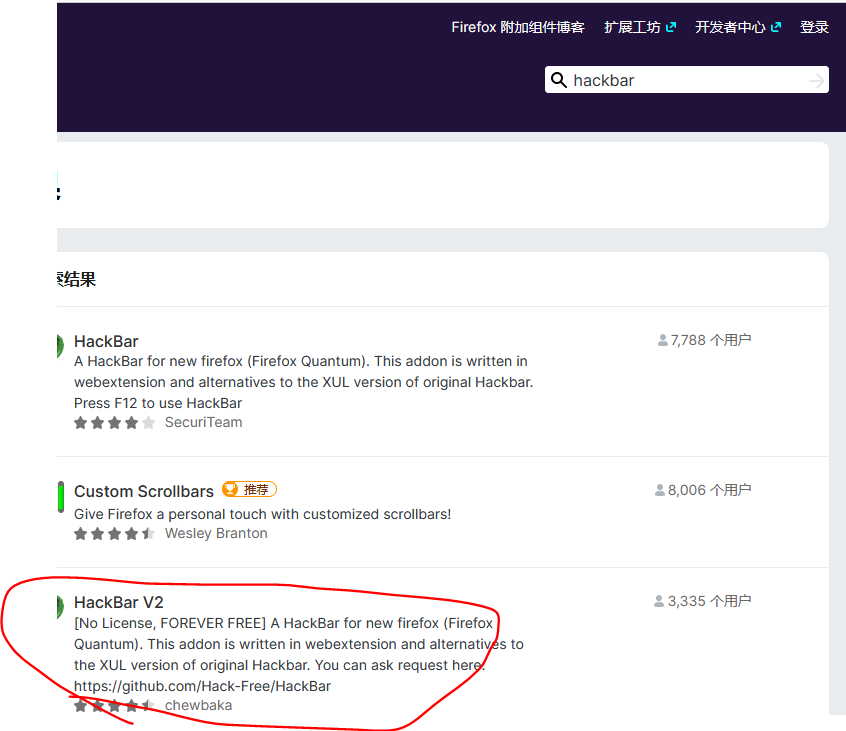 Firefox 附加组件博客 扩展工坊 开发者中心 登录
hackbar
索结果
HackBar 7,788 个用户
A HackBar for new firefox (Firefox Quantum). This addon is written in
webextension and alternatives to the XUL version of original Hackbar.
Press F12 to use HackBar
SecuriTeam
Custom Scrollbars 推荐 8,006 个用户
Give Firefox a personal touch with customized scrollbars!
Wesley Branton
HackBar V2 3,335 个用户
[No License, FOREVER FREE] A HackBar for new firefox (Firefox
Quantum). This addon is written in webextension and alternatives to
the XUL version of original Hackbar. You can ask request here:
https://github.com/Hack-Free/HackBar
chewbaka